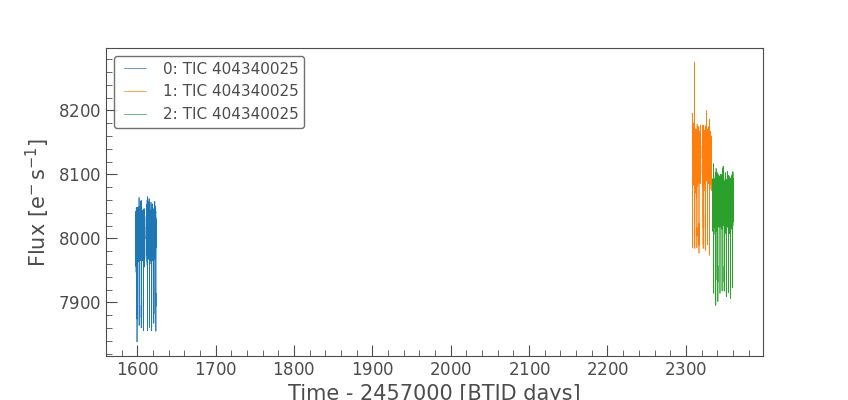 0: TIC 404340025
1: TIC 404340025
2: TIC 404340025
8200
8100
8000
7900
Flux [e⁻ s⁻¹]
1600 1700 1800 1900 2000 2100 2200 2300
Time - 2457000 [BTJD days]